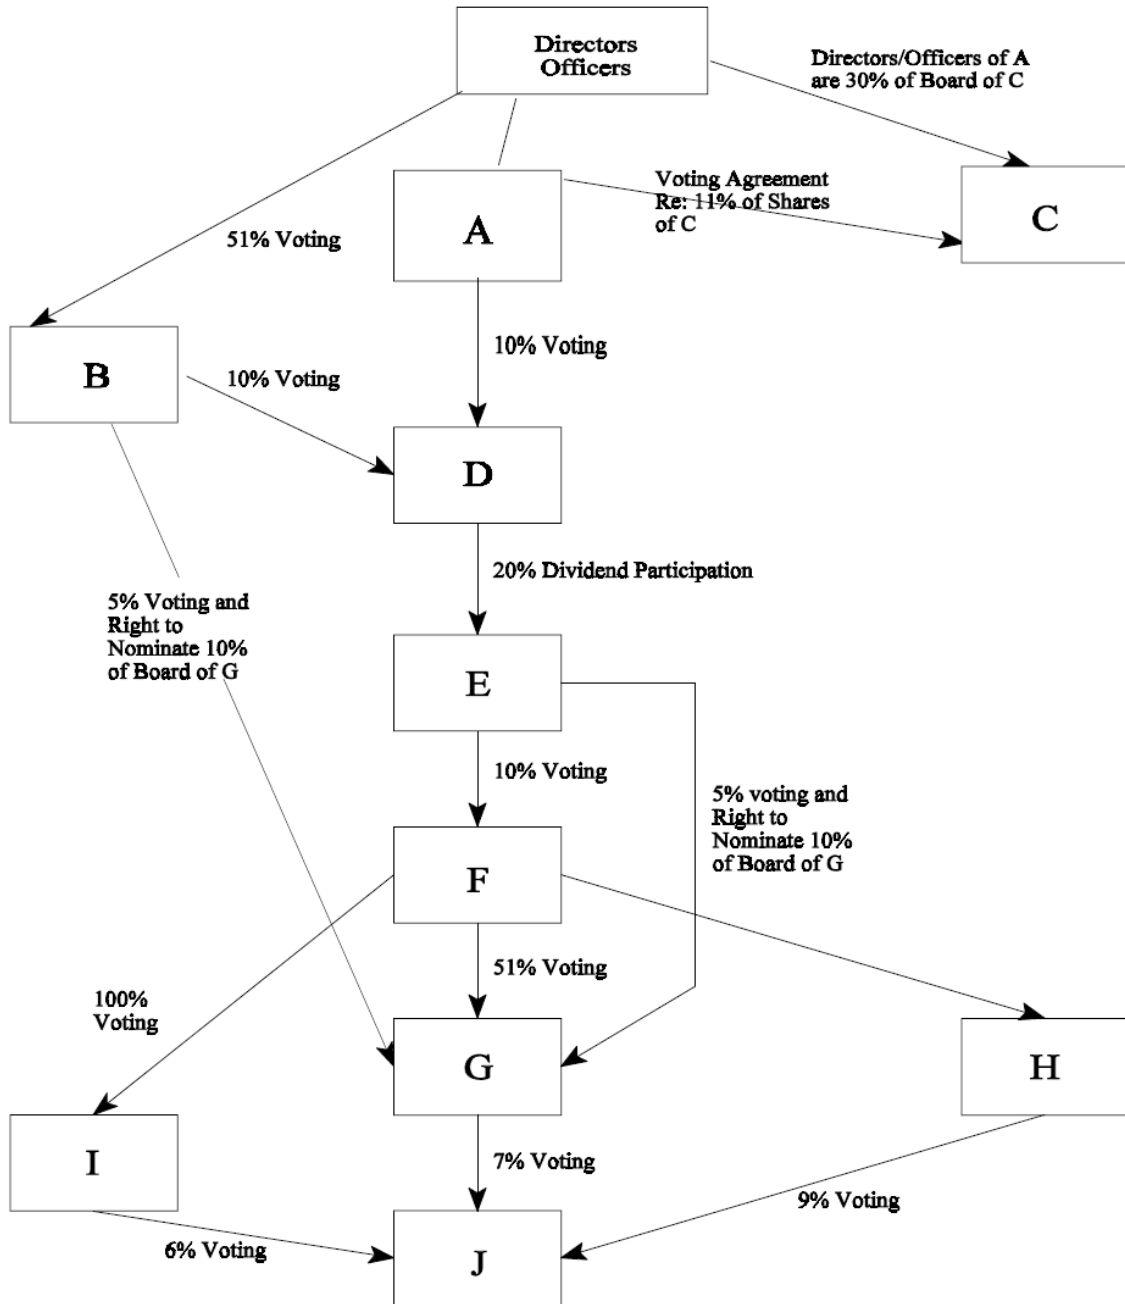 Directors
Officers
Directors/Officers of A
are 30% of Board of C
Voting Agreement
Re: 11% of Shares
of C
A
C
51% Voting
10% Voting
B
10% Voting
D
20% Dividend Participation
5% Voting and
Right to
Nominate 10%
of Board of G
E
10% Voting
5% voting and
Right to
Nominate 10%
of Board of G
F
51% Voting
100%
Voting
G
H
I
7% Voting
9% Voting
6% Voting
J